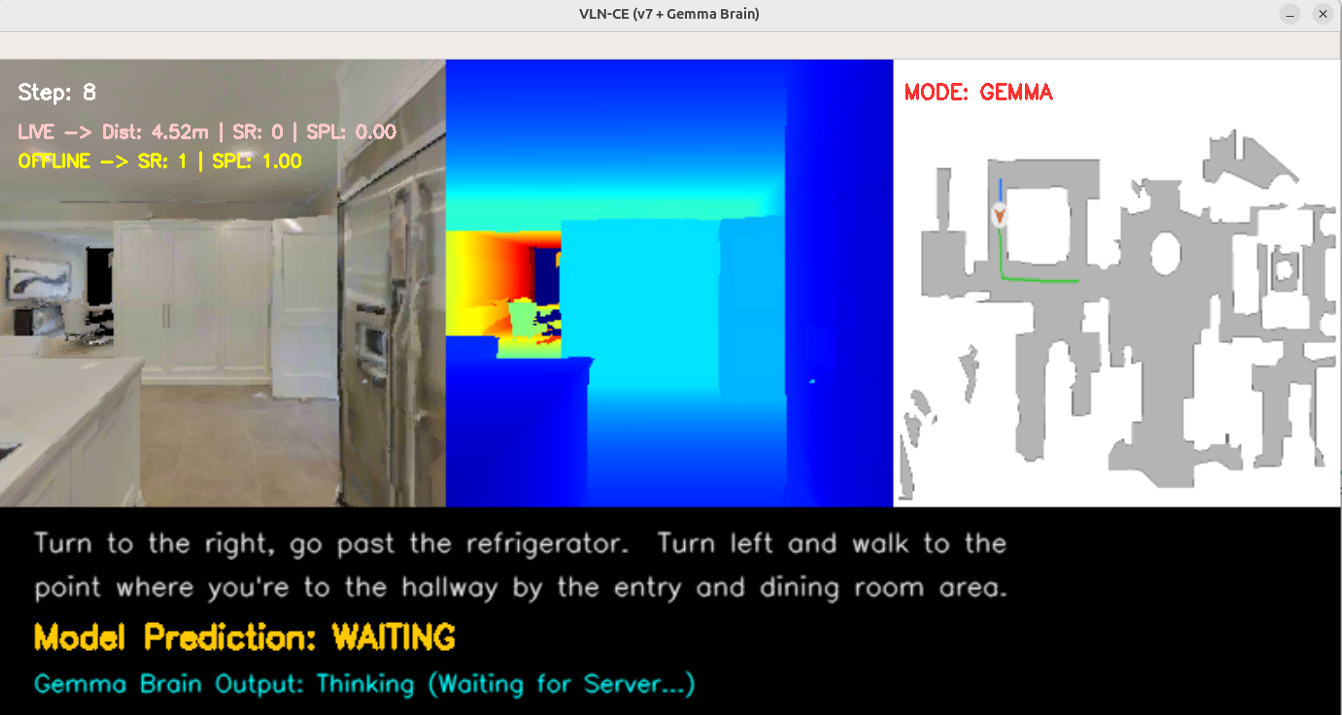 VLN-CE (v7 + Gemma Brain)
Step: 8
LIVE -> Dist: 4.52m | SR: 0 | SPL: 0.00
OFFLINE -> SR: 1 | SPL: 1.00
MODE: GEMMA
Turn to the right, go past the refrigerator.  Turn left and walk to the
point where you're to the hallway by the entry and dining room area.
Model Prediction: WAITING
Gemma Brain Output: Thinking (Waiting for Server...)